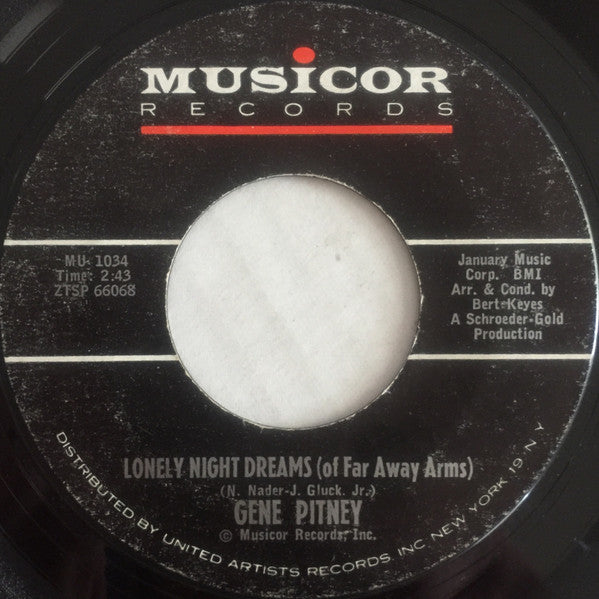 MUSICOR
RECORDS
MU- 1034
Time: 2:43
ZTSP 66068
January Music
Corp. BMI
Arr. & Cond. by
Bert-Keyes
A Schroeder-Gold
Production
LONELY NIGHT DREAMS (of Far Away Arms)
(N. Nader-J. Gluck. Jr.)
GENE PITNEY
© Musicor Records, Inc.
DISTRIBUTED BY UNITED ARTISTS RECORDS INC NEW YORK 19 N Y